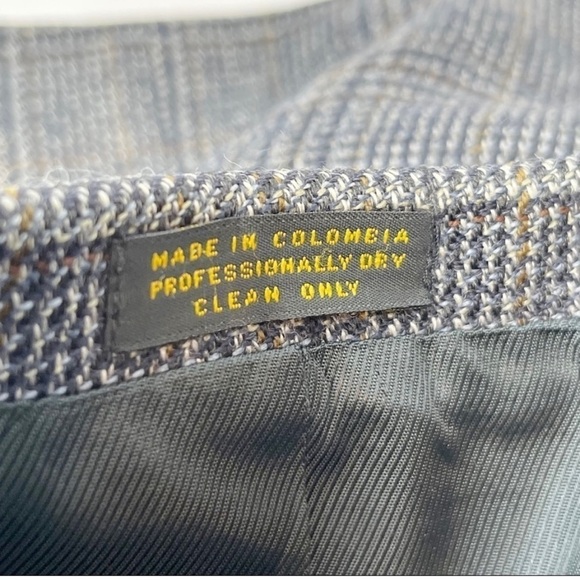 MADE IN COLOMBIA
PROFESSIONALLY DRY
CLEAN ONLY